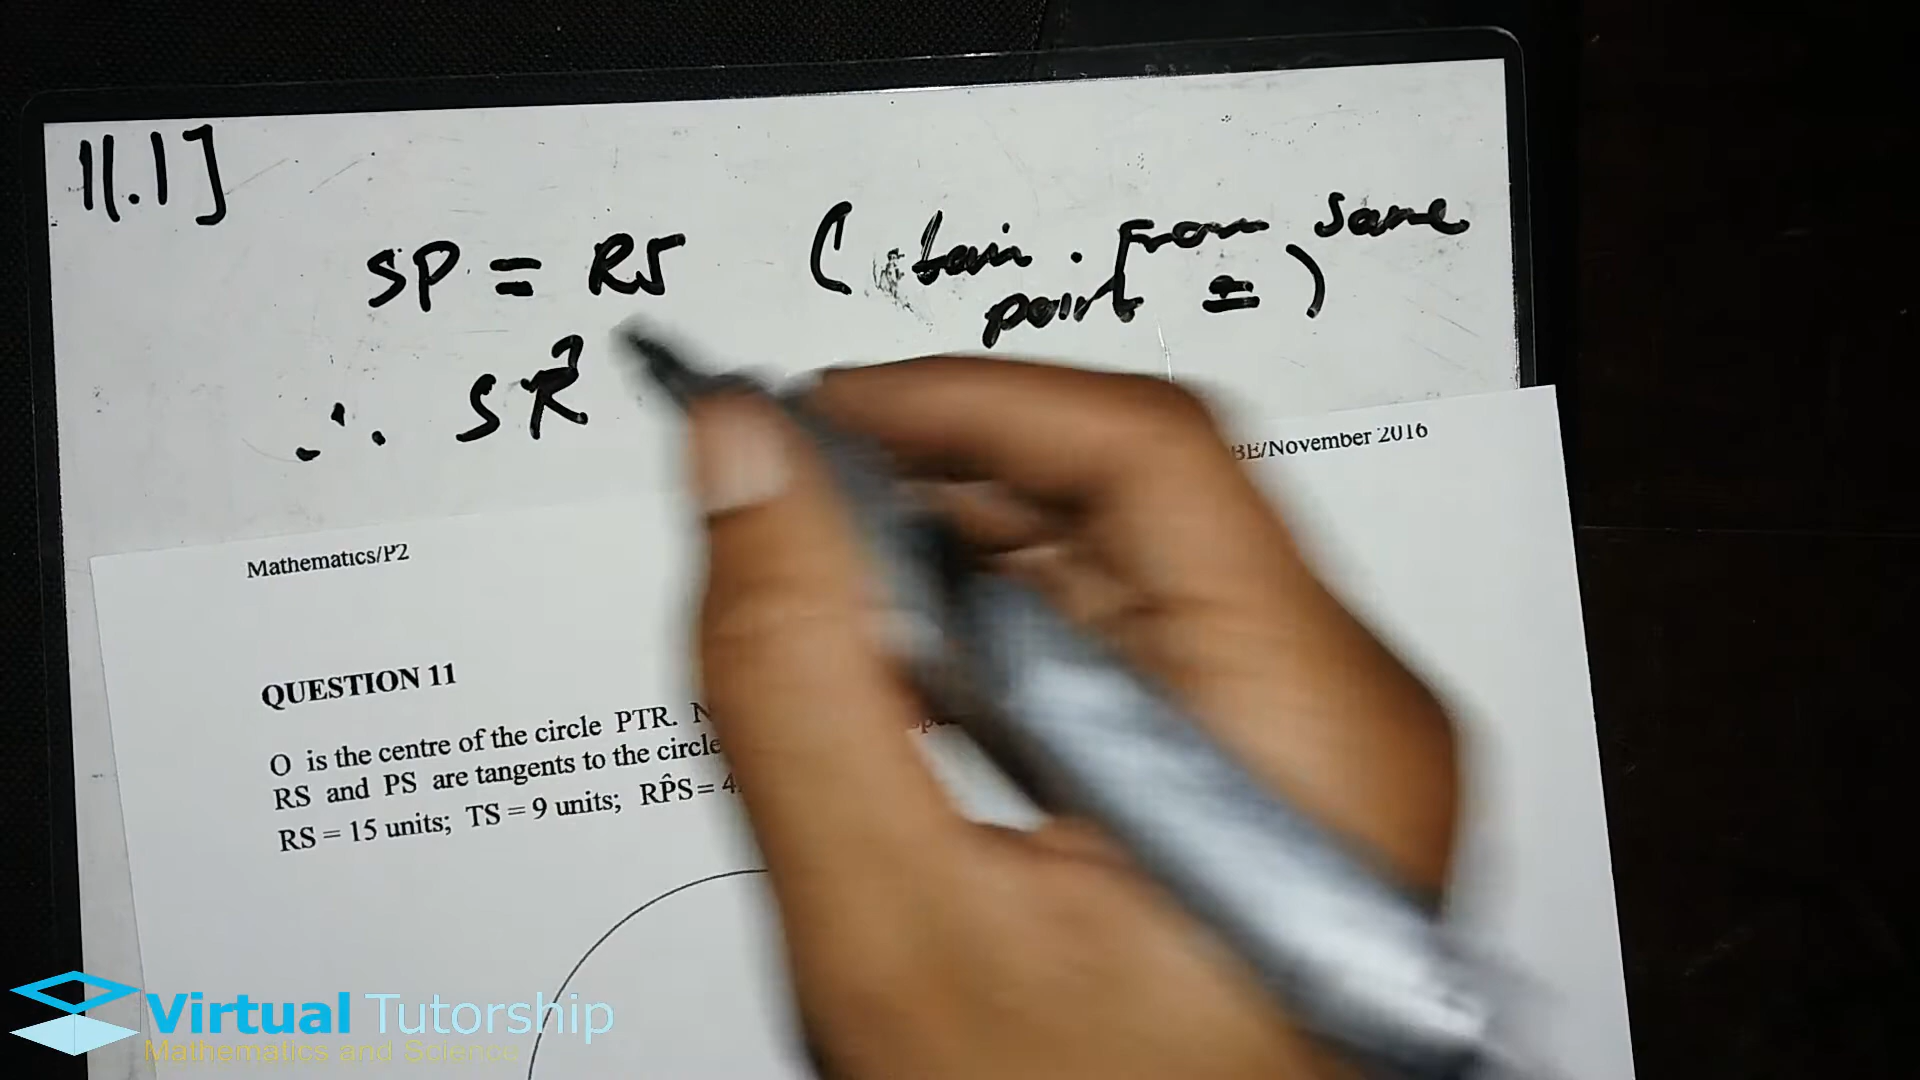 11.1]
SP = RS ( tan. from same
point = )
∴ SR̂
BE/November 2016
Mathematics/P2
QUESTION 11
O is the centre of the circle PTR. N
RS and PS are tangents to the circle
RS = 15 units; TS = 9 units; RP̂S = 4
Virtual Tutorship
Mathematics and Science